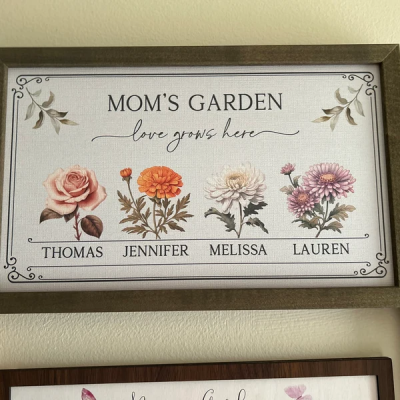 MOM'S GARDEN
love grows here
THOMAS JENNIFER MELISSA LAUREN